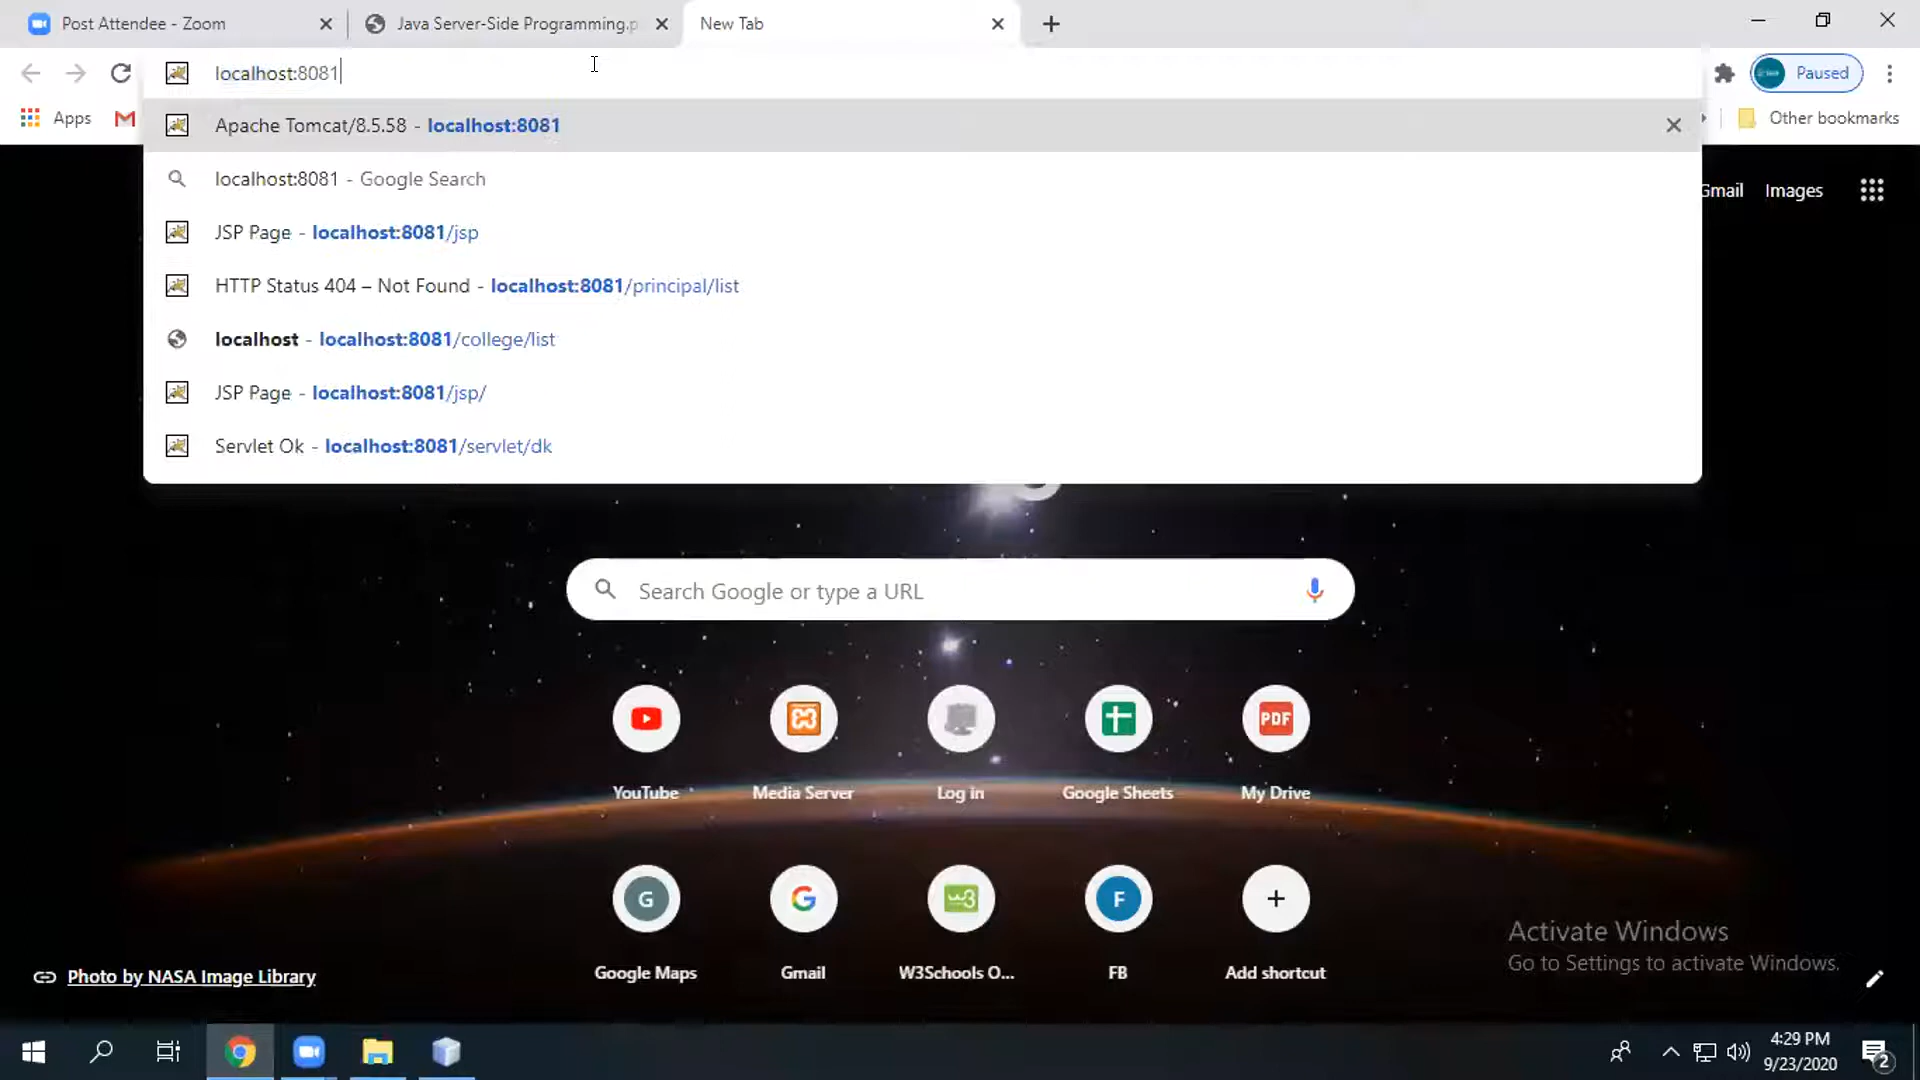 Post Attendee - Zoom
Java Server-Side Programming.p
New Tab
localhost:8081
Paused
Apps
Other bookmarks
Apache Tomcat/8.5.58 - localhost:8081
localhost:8081 - Google Search
JSP Page - localhost:8081/jsp
HTTP Status 404 – Not Found - localhost:8081/principal/list
localhost - localhost:8081/college/list
JSP Page - localhost:8081/jsp/
Servlet Ok - localhost:8081/servlet/dk
Gmail Images
Search Google or type a URL
PDF
YouTube
Media Server
Log in
Google Sheets
My Drive
G
w3
F
Google Maps
Gmail
W3Schools O...
FB
Add shortcut
Photo by NASA Image Library
Activate Windows
Go to Settings to activate Windows.
4:29 PM
9/23/2020
2